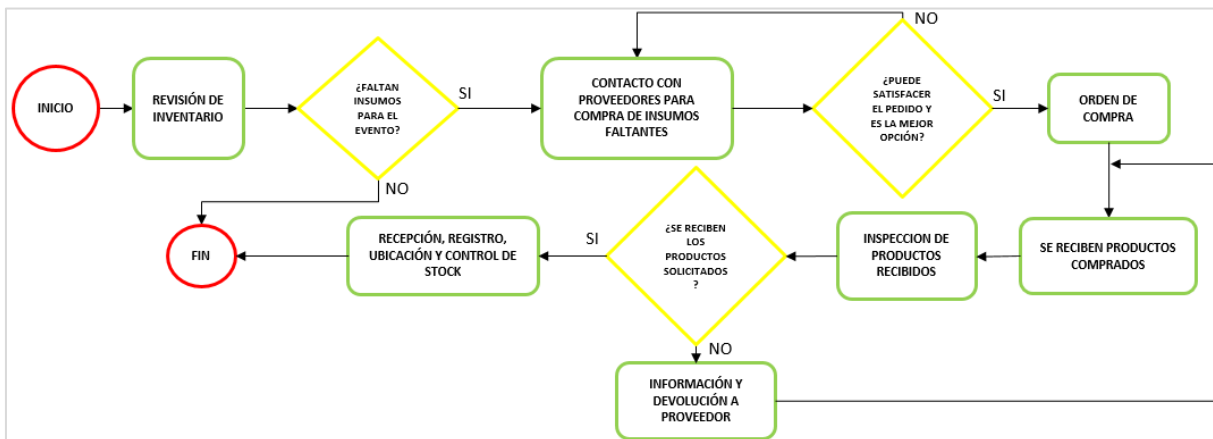 INICIO
REVISIÓN DE
INVENTARIO
¿FALTAN
INSUMOS
PARA EL
EVENTO?
SI
NO
CONTACTO CON
PROVEEDORES PARA
COMPRA DE INSUMOS
FALTANTES
NO
¿PUEDE
SATISFACER
EL PEDIDO Y
ES LA MEJOR
OPCIÓN?
SI
ORDEN DE
COMPRA
SE RECIBEN PRODUCTOS
COMPRADOS
INSPECCION DE
PRODUCTOS
RECIBIDOS
¿SE RECIBEN
LOS
PRODUCTOS
SOLICITADOS
?
SI
RECEPCIÓN, REGISTRO,
UBICACIÓN Y CONTROL DE
STOCK
FIN
NO
INFORMACIÓN Y
DEVOLUCIÓN A
PROVEEDOR